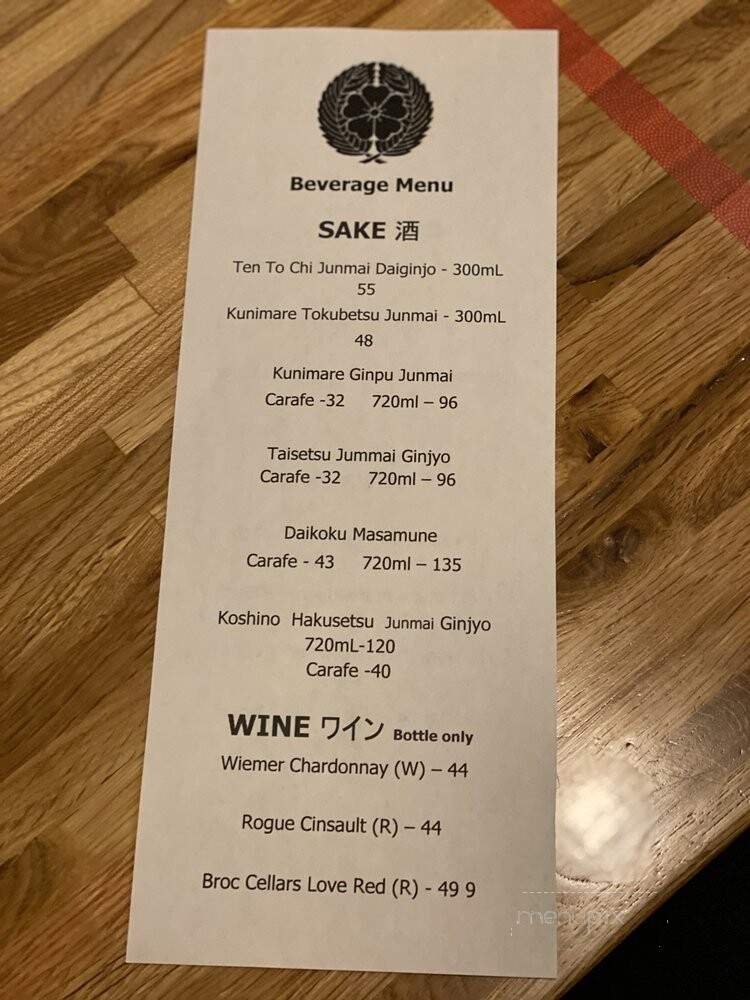 Beverage Menu
SAKE 酒
Ten To Chi Junmai Daiginjo - 300mL
55
Kunimare Tokubetsu Junmai - 300mL
48
Kunimare Ginpu Junmai
Carafe -32 720ml – 96
Taisetsu Jummai Ginjyo
Carafe -32 720ml – 96
Daikoku Masamune
Carafe - 43 720ml – 135
Koshino Hakusetsu Junmai Ginjyo
720mL-120
Carafe -40
WINE ワイン Bottle only
Wiemer Chardonnay (W) – 44
Rogue Cinsault (R) – 44
Broc Cellars Love Red (R) - 49 9
menupix